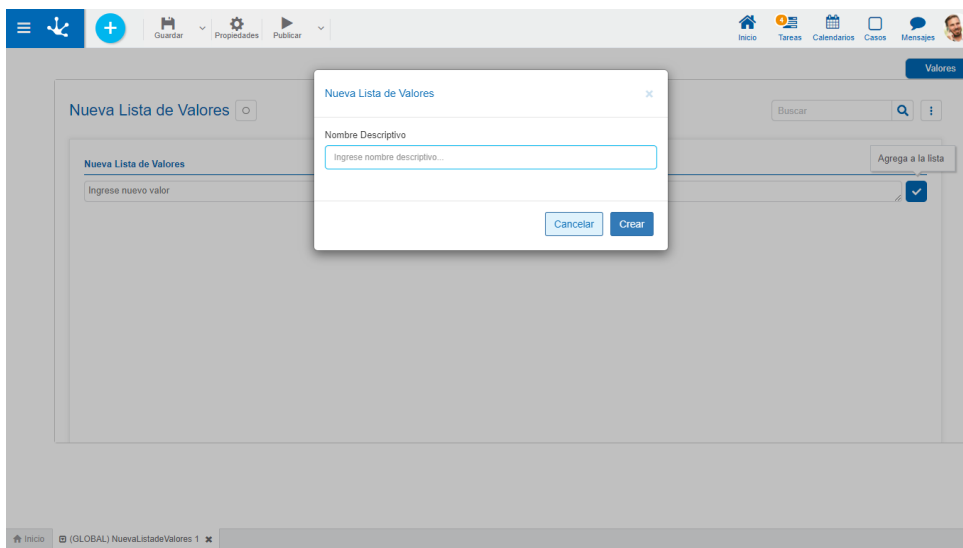 Guardar
Propiedades
Publicar
Inicio
4
Tareas
Calendarios
Casos
Mensajes
Valores
Nueva Lista de Valores
Buscar
Nueva Lista de Valores
Agrega a la lista
Ingrese nuevo valor
Nueva Lista de Valores
Nombre Descriptivo
Ingrese nombre descriptivo...
Cancelar
Crear
Inicio
(GLOBAL) NuevaListadeValores 1